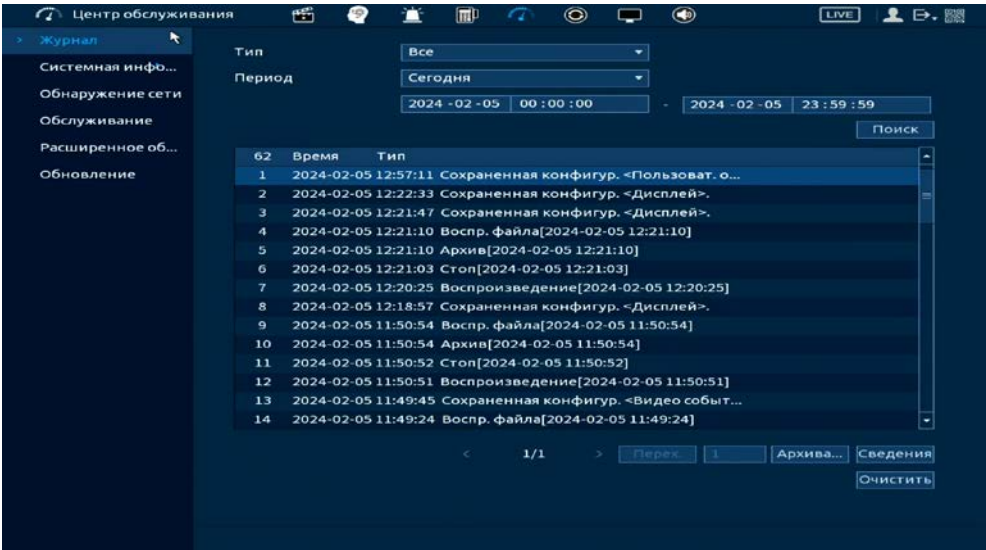 Центр обслуживания LIVE
Журнал
Системная инфо...
Обнаружение сети
Обслуживание
Расширенное об...
Обновление
Тип Все
Период Сегодня
2024 -02 -05 00 :00 :00 - 2024 -02 -05 23 :59 :59
Поиск
62 Время Тип
1 2024-02-05 12:57:11 Сохраненная конфигур. <Пользоват. о...
2 2024-02-05 12:22:33 Сохраненная конфигур. <Дисплей>.
3 2024-02-05 12:21:47 Сохраненная конфигур. <Дисплей>.
4 2024-02-05 12:21:10 Воспр. файла[2024-02-05 12:21:10]
5 2024-02-05 12:21:10 Архив[2024-02-05 12:21:10]
6 2024-02-05 12:21:03 Стоп[2024-02-05 12:21:03]
7 2024-02-05 12:20:25 Воспроизведение[2024-02-05 12:20:25]
8 2024-02-05 12:18:57 Сохраненная конфигур. <Дисплей>.
9 2024-02-05 11:50:54 Воспр. файла[2024-02-05 11:50:54]
10 2024-02-05 11:50:54 Архив[2024-02-05 11:50:54]
11 2024-02-05 11:50:52 Стоп[2024-02-05 11:50:52]
12 2024-02-05 11:50:51 Воспроизведение[2024-02-05 11:50:51]
13 2024-02-05 11:49:45 Сохраненная конфигур. <Видео событ...
14 2024-02-05 11:49:24 Воспр. файла[2024-02-05 11:49:24]
< 1/1 > Перех. 1 Архива... Сведения
Очистить